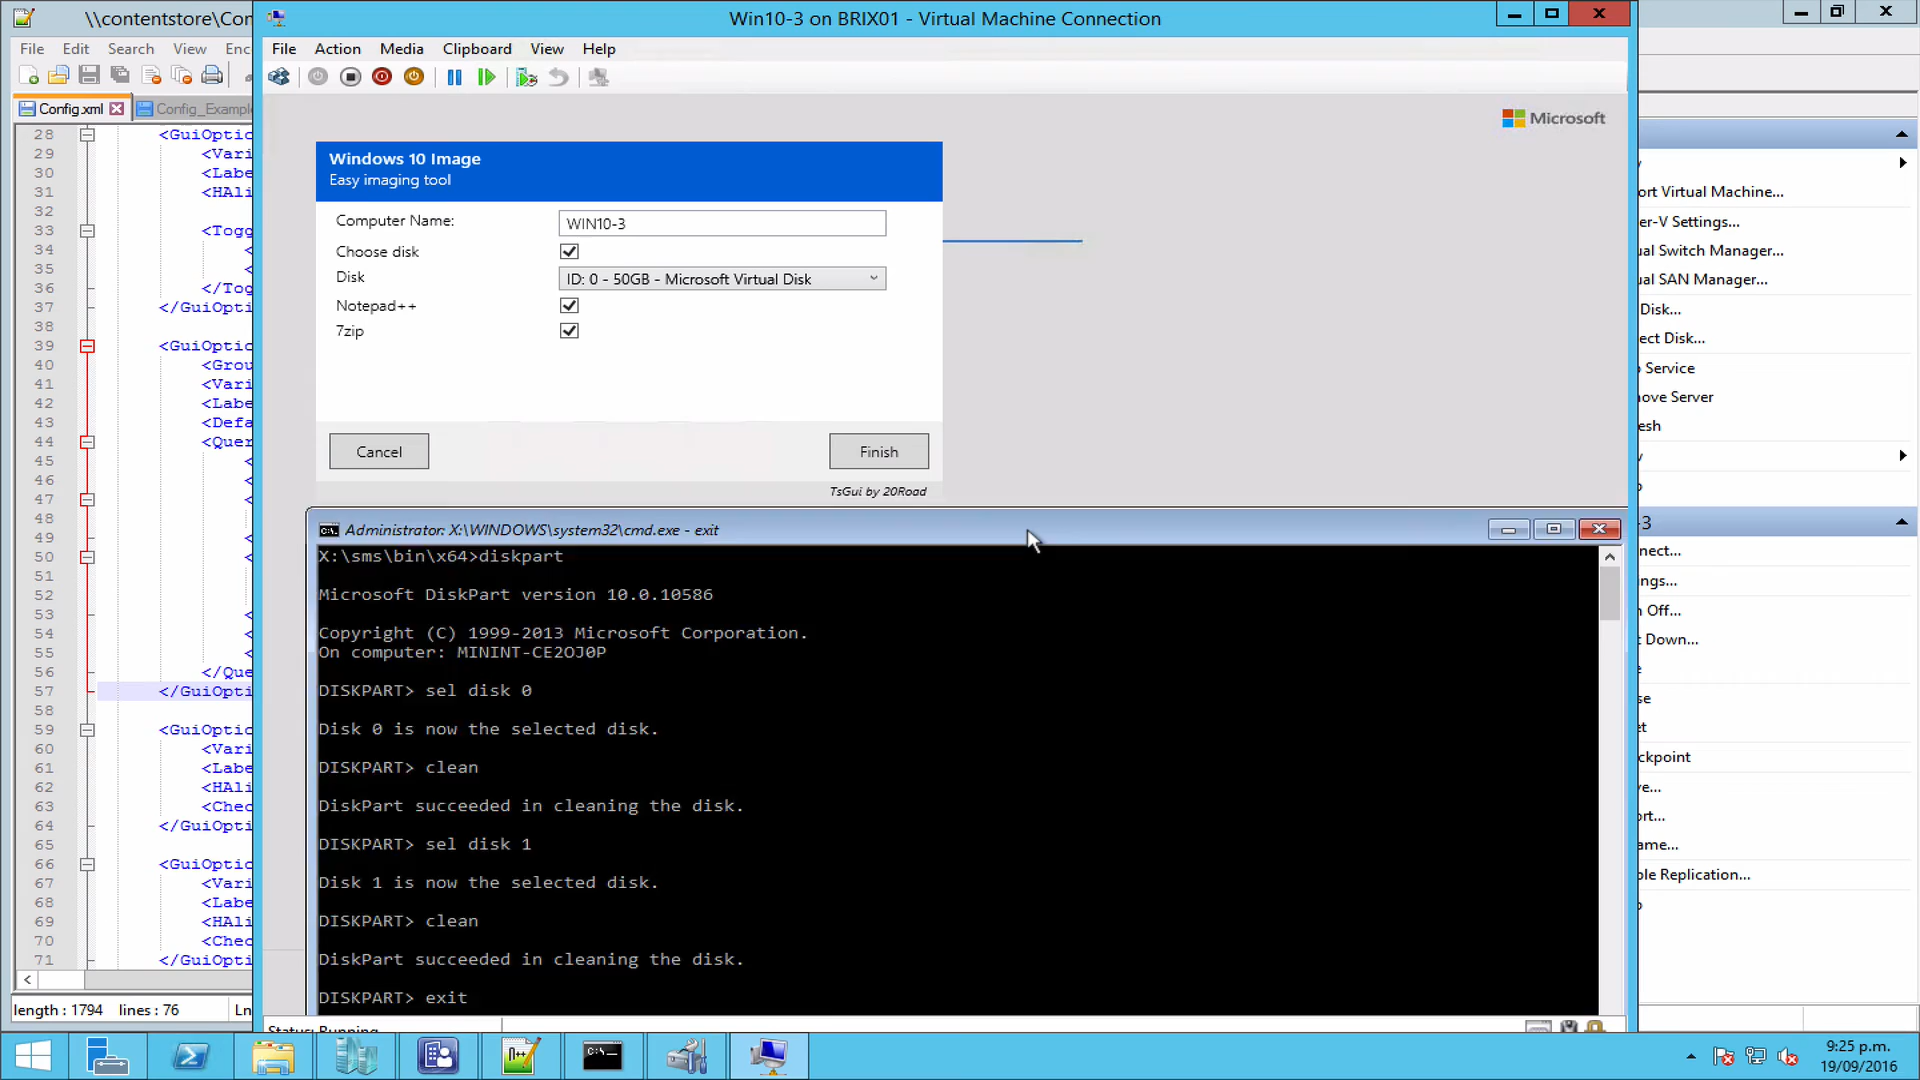 \\contentstore\Con
File Edit Search View Enc
Config.xml Config_Example
28 <GuiOptic
29 <Vari
30 <Labe
31 <HAli
32
33 <Togg
34 <
35 <
36 </Tog
37 </GuiOpti
38
39 <GuiOptic
40 <Grou
41 <Vari
42 <Labe
43 <Defa
44 <Quer
45 <
46 <
47 <
48
49 <
50 <
51
52
53 <
54 <
55 <
56 </Que
57 </GuiOpti
58
59 <GuiOptic
60 <Vari
61 <Labe
62 <HAli
63 <Chec
64 </GuiOpti
65
66 <GuiOptic
67 <Vari
68 <Labe
69 <HAli
70 <Chec
71 </GuiOpti
length : 1794 lines : 76 Ln
Win10-3 on BRIX01 - Virtual Machine Connection
File Action Media Clipboard View Help
Microsoft
Windows 10 Image
Easy imaging tool
Computer Name: WIN10-3
Choose disk
Disk ID: 0 - 50GB - Microsoft Virtual Disk
Notepad++
7zip
Cancel Finish
TsGui by 20Road
Administrator: X:\WINDOWS\system32\cmd.exe - exit
X:\sms\bin\x64>diskpart
Microsoft DiskPart version 10.0.10586
Copyright (C) 1999-2013 Microsoft Corporation.
On computer: MININT-CE2OJ0P
DISKPART> sel disk 0
Disk 0 is now the selected disk.
DISKPART> clean
DiskPart succeeded in cleaning the disk.
DISKPART> sel disk 1
Disk 1 is now the selected disk.
DISKPART> clean
DiskPart succeeded in cleaning the disk.
DISKPART> exit
Status: Running
ort Virtual Machine...
er-V Settings...
ual Switch Manager...
ual SAN Manager...
Disk...
ect Disk...
Service
nove Server
esh
-3
nect...
ngs...
Off...
t Down...
e
se
et
ckpoint
ve...
ort...
ame...
ble Replication...
9:25 p.m.
19/09/2016